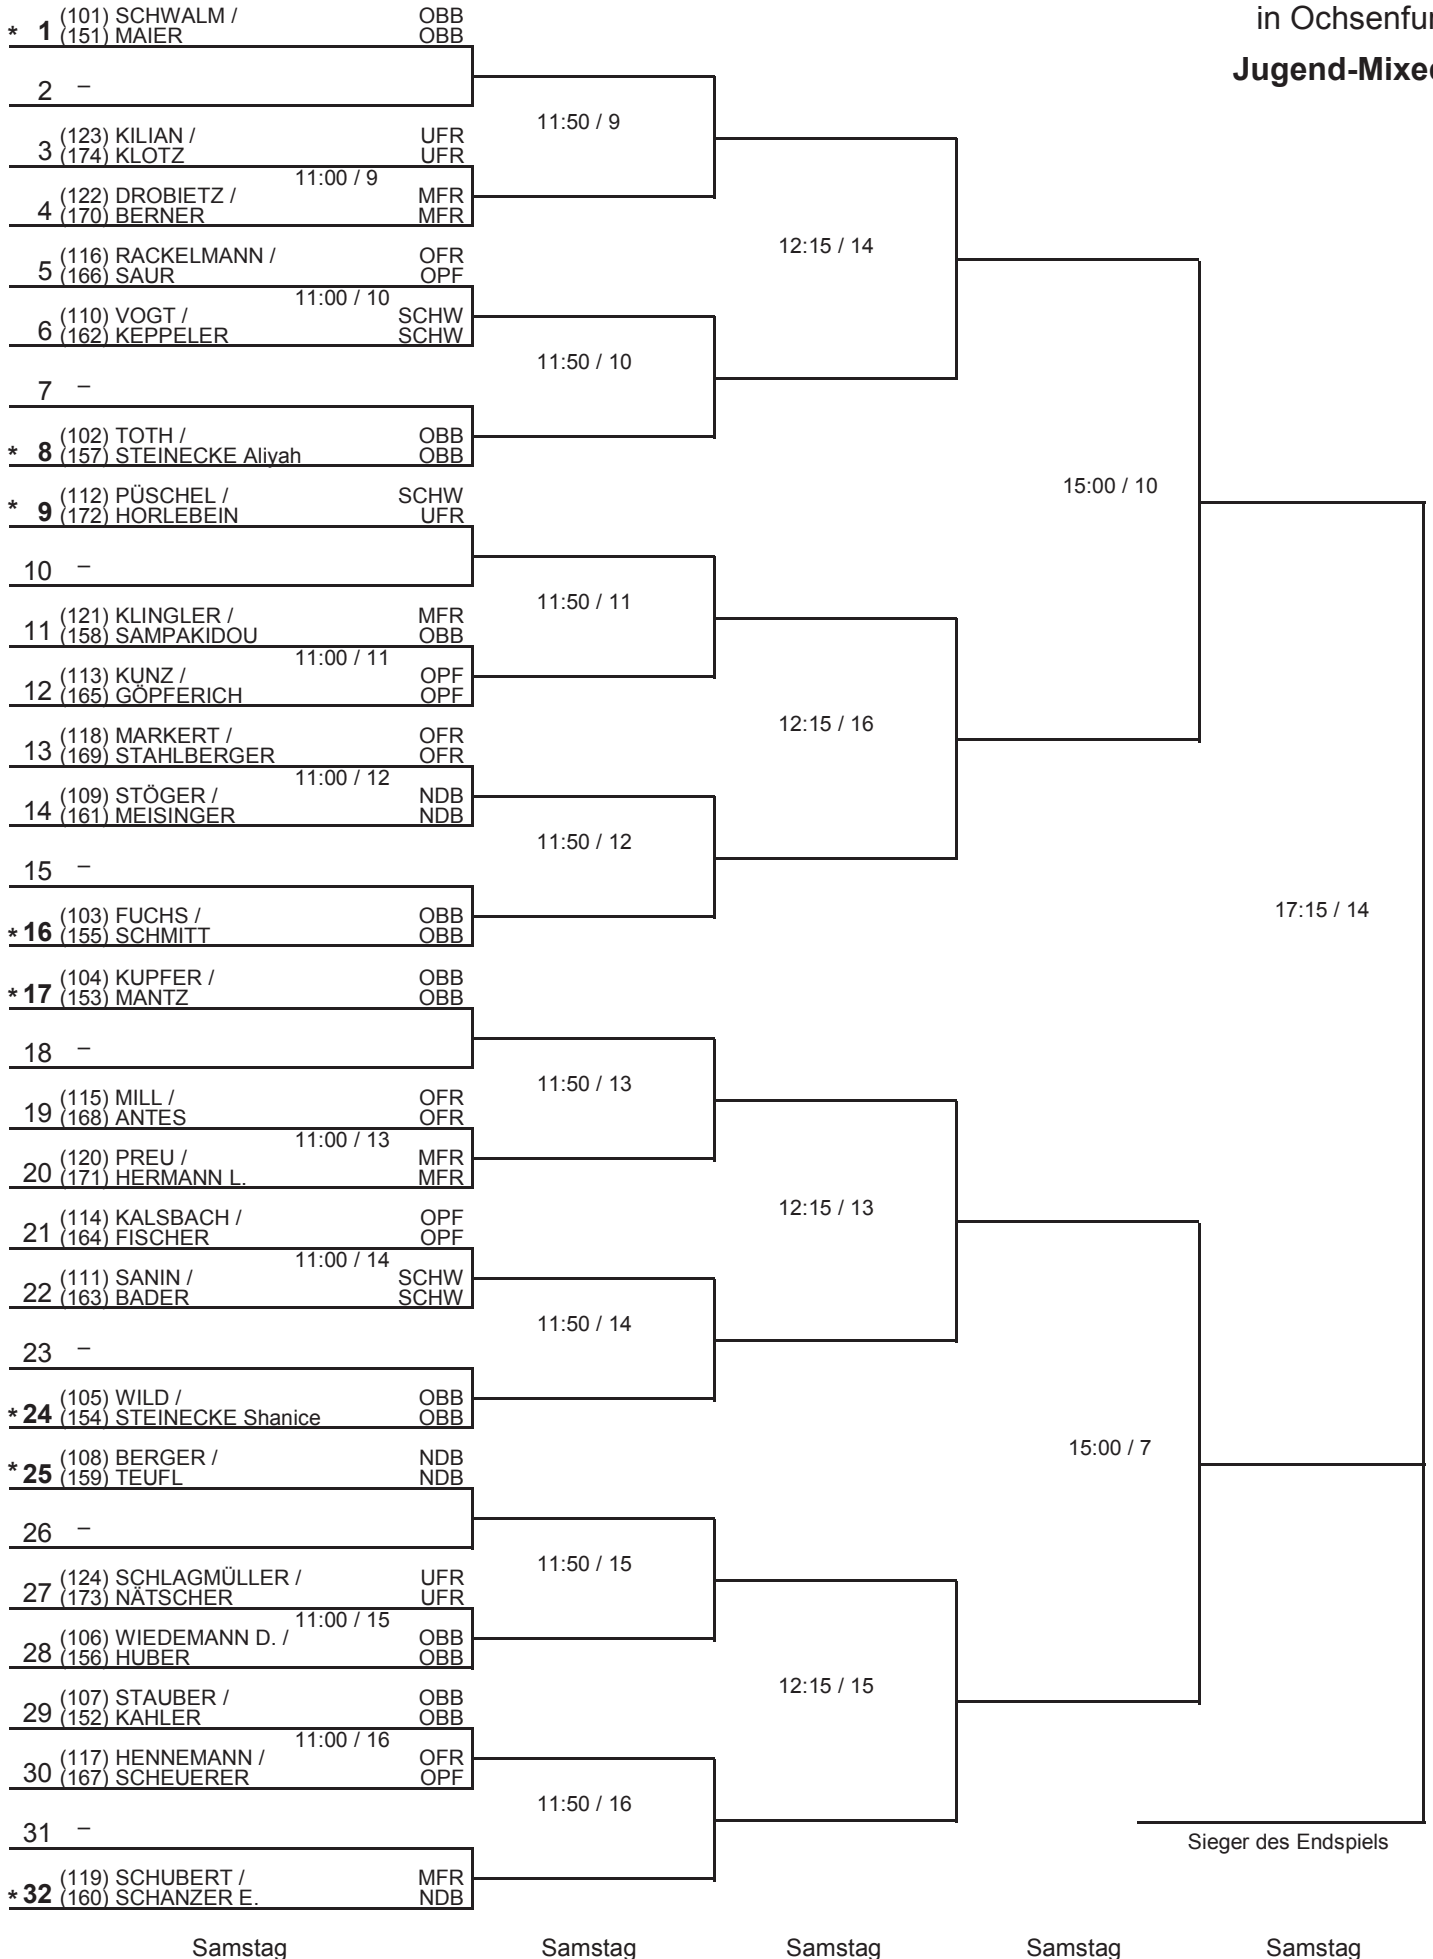 in Ochsenfur
Jugend-Mixe
(101) SCHWALM / OBB
* 1 (151) MAIER OBB
2 –
11:50 / 9
(123) KILIAN / UFR
3 (174) KLOTZ UFR
11:00 / 9
(122) DROBIETZ / MFR
4 (170) BERNER MFR
12:15 / 14
(116) RACKELMANN / OFR
5 (166) SAUR OPF
11:00 / 10
(110) VOGT / SCHW
6 (162) KEPPELER SCHW
11:50 / 10
7 –
(102) TOTH / OBB
* 8 (157) STEINECKE Aliyah OBB
15:00 / 10
(112) PÜSCHEL / SCHW
* 9 (172) HORLEBEIN UFR
10 –
11:50 / 11
(121) KLINGLER / MFR
11 (158) SAMPAKIDOU OBB
11:00 / 11
(113) KUNZ / OPF
12 (165) GÖPFERICH OPF
12:15 / 16
(118) MARKERT / OFR
13 (169) STAHLBERGER OFR
11:00 / 12
(109) STÖGER / NDB
14 (161) MEISINGER NDB
11:50 / 12
15 –
(103) FUCHS / OBB
* 16 (155) SCHMITT OBB
17:15 / 14
(104) KUPFER / OBB
* 17 (153) MANTZ OBB
18 –
11:50 / 13
(115) MILL / OFR
19 (168) ANTES OFR
11:00 / 13
(120) PREU / MFR
20 (171) HERMANN L. MFR
12:15 / 13
(114) KALSBACH / OPF
21 (164) FISCHER OPF
11:00 / 14
(111) SANIN / SCHW
22 (163) BADER SCHW
11:50 / 14
23 –
(105) WILD / OBB
* 24 (154) STEINECKE Shanice OBB
15:00 / 7
(108) BERGER / NDB
* 25 (159) TEUFL NDB
26 –
11:50 / 15
(124) SCHLAGMÜLLER / UFR
27 (173) NÄTSCHER UFR
11:00 / 15
(106) WIEDEMANN D. / OBB
28 (156) HUBER OBB
12:15 / 15
(107) STAUBER / OBB
29 (152) KAHLER OBB
11:00 / 16
(117) HENNEMANN / OFR
30 (167) SCHEUERER OPF
11:50 / 16
31 –
Sieger des Endspiels
(119) SCHUBERT / MFR
* 32 (160) SCHANZER E. NDB
Samstag Samstag Samstag Samstag Samstag